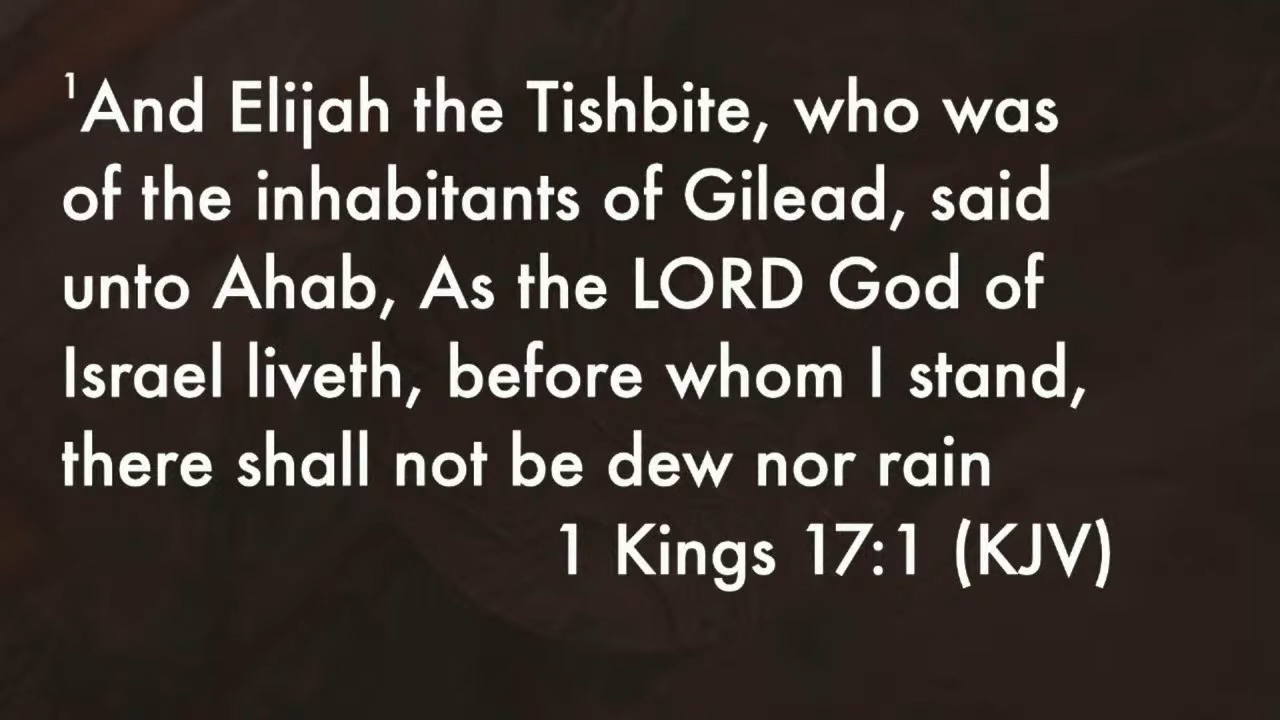 ¹And Elijah the Tishbite, who was
of the inhabitants of Gilead, said
unto Ahab, As the LORD God of
Israel liveth, before whom I stand,
there shall not be dew nor rain
1 Kings 17:1 (KJV)